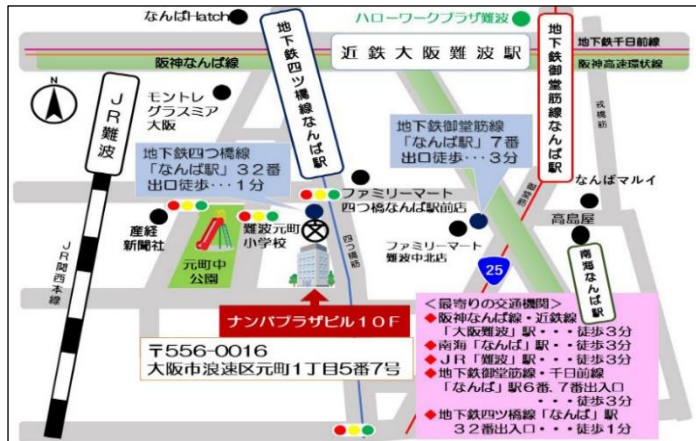 なんばHatch
ハローワークプラザ難波
近鉄大阪難波駅
地下鉄千日前線
阪神なんば線
阪神高速環状線
地下鉄四ツ橋線なんば駅
地下鉄御堂筋線なんば駅
戎橋筋
N
JR難波
モントレ
グラスミア
大阪
地下鉄四つ橋線
「なんば駅」32番
出口徒歩・・・1分
地下鉄御堂筋線
「なんば駅」7番
出口徒歩・・・3分
ファミリーマート
四つ橋なんば駅前店
御堂筋
なんばマルイ
高島屋
産経
新聞社
元町中
公園
難波元町
小学校
四つ橋筋
ファミリーマート
難波中北店
南海なんば駅
JR関西本線
25
ナンバプラザビル10F
〒556-0016
大阪市浪速区元町1丁目5番7号
＜最寄りの交通機関＞
◆阪神なんば線・近鉄線
「大阪難波」駅・・・徒歩3分
◆南海「なんば」駅・・・徒歩3分
◆JR「難波」駅・・・徒歩3分
◆地下鉄御堂筋線・千日前線
「なんば」駅6番、7番出入口
・・・徒歩3分
◆地下鉄四ツ橋線「なんば」駅
32番出入口・・・徒歩1分